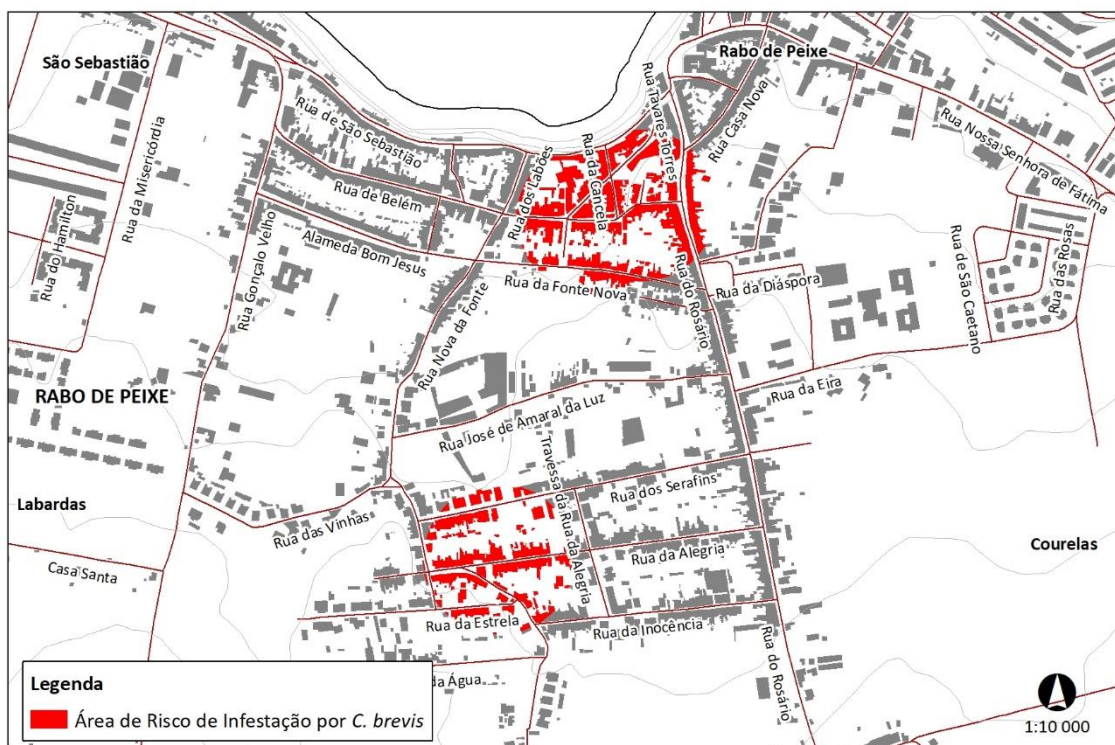 São Sebastião
Rabo de Peixe
Rua da Misericórdia
Rua do Hamilton
Rua de São Sebastião
Rua de Belém
Alameda Bom Jesus
Rua Gonçalo Velho
Rua dos Labões
Rua da Cancela
Rua Tavares Torres
Rua Casa Nova
Rua Nossa Senhora de Fátima
Rua de São Caetano
Rua das Rosas
Rua da Fonte Nova
Rua da Diáspora
Rua do Rosário
Rua Nova da Fonte
RABO DE PEIXE
Rua José de Amaral da Luz
Rua da Eira
Labardas
Rua das Vinhas
Travessa da Rua da Alegria
Rua dos Serafins
Rua da Alegria
Courelas
Casa Santa
Rua da Estrela
Rua da Inocência
Rua do Rosário
da Água
Legenda
Área de Risco de Infestação por C. brevis
1:10 000